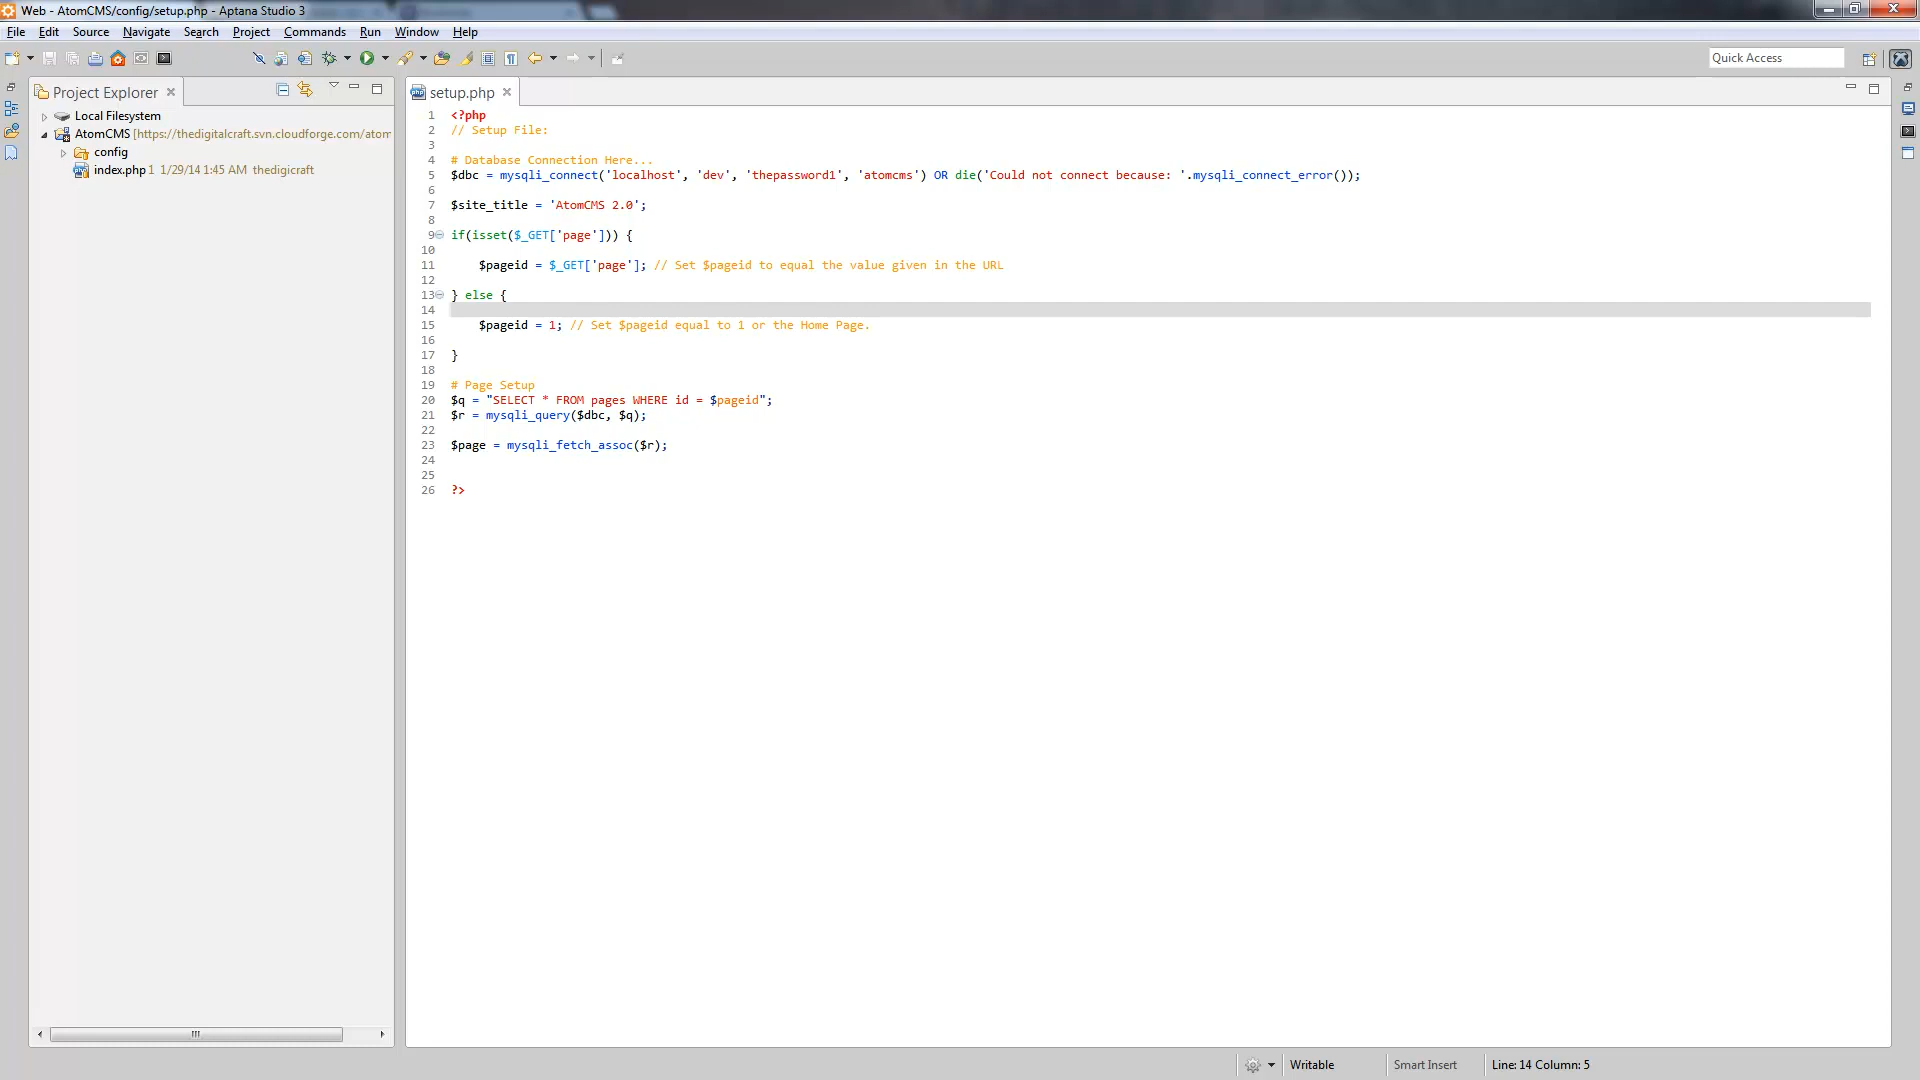 Web - AtomCMS/config/setup.php - Aptana Studio 3
File Edit Source Navigate Search Project Commands Run Window Help
Quick Access
Project Explorer
setup.php
Local Filesystem
AtomCMS [https://thedigitalcraft.svn.cloudforge.com/atom
config
index.php 1 1/29/14 1:45 AM thedigicraft
1 <?php
2 // Setup File:
3
4 # Database Connection Here...
5 $dbc = mysqli_connect('localhost', 'dev', 'thepassword1', 'atomcms') OR die('Could not connect because: '.mysqli_connect_error());
6
7 $site_title = 'AtomCMS 2.0';
8
9 if(isset($_GET['page'])) {
10
11 $pageid = $_GET['page']; // Set $pageid to equal the value given in the URL
12
13 } else {
14
15 $pageid = 1; // Set $pageid equal to 1 or the Home Page.
16
17 }
18
19 # Page Setup
20 $q = "SELECT * FROM pages WHERE id = $pageid";
21 $r = mysqli_query($dbc, $q);
22
23 $page = mysqli_fetch_assoc($r);
24
25
26 ?>
Writable Smart Insert Line: 14 Column: 5